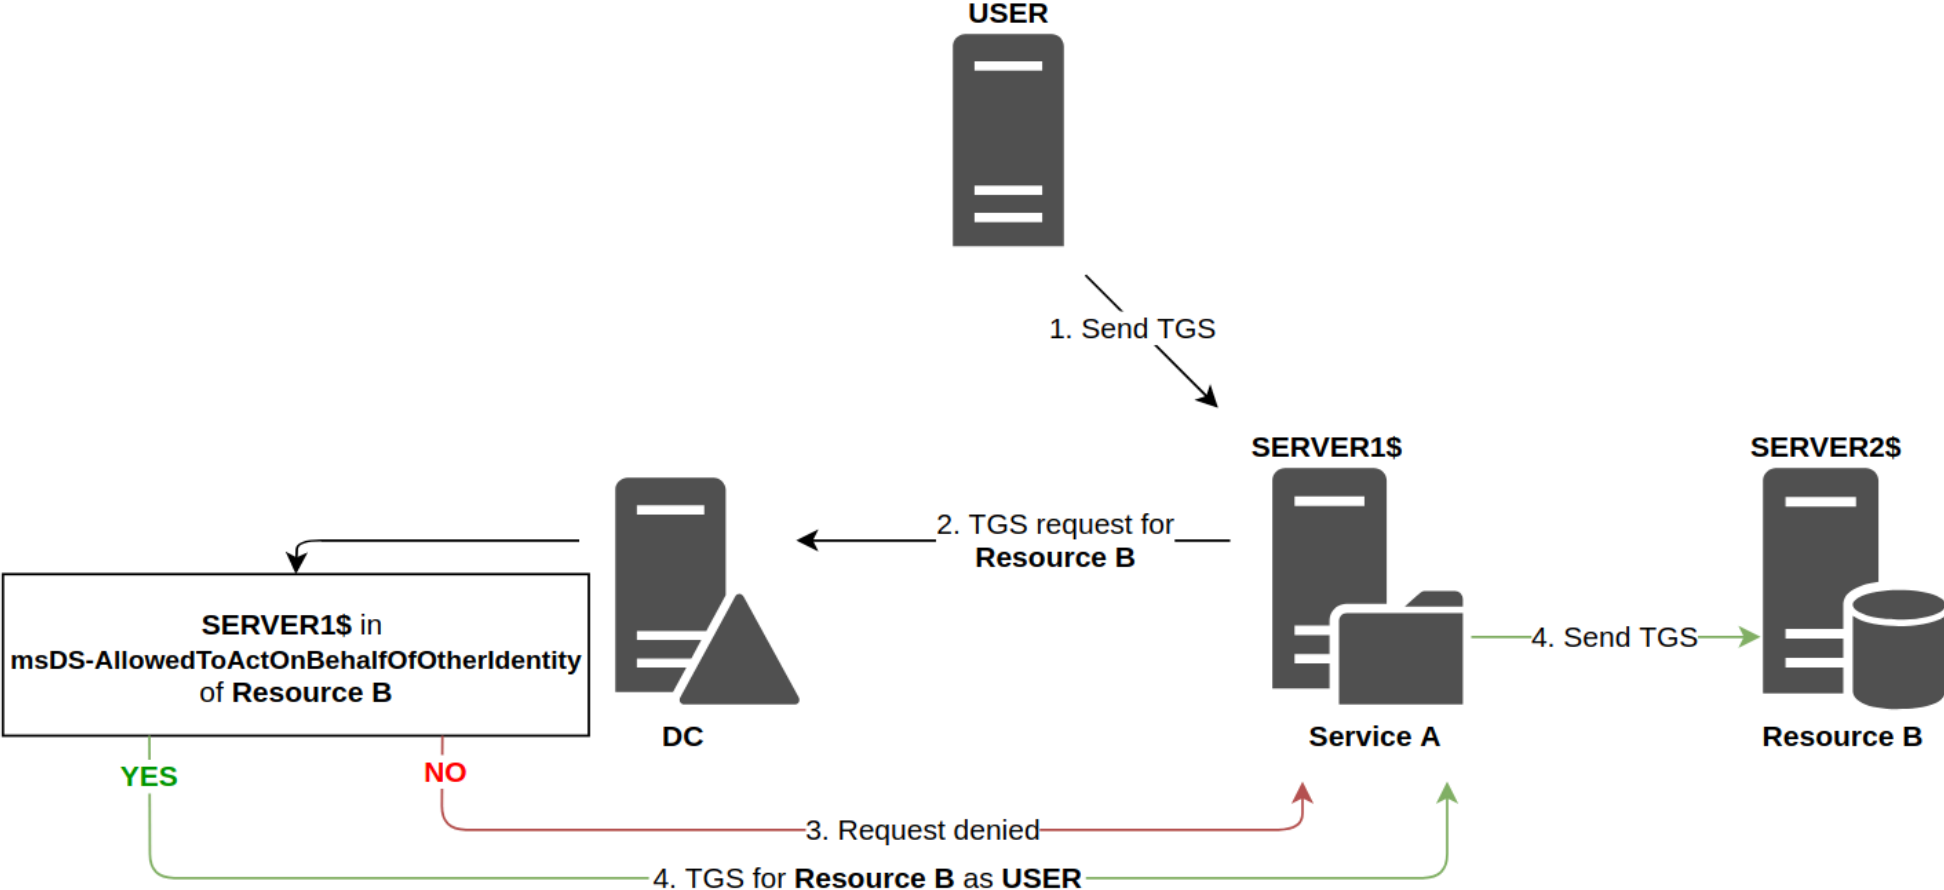 USER
1. Send TGS
SERVER1$
SERVER2$
2. TGS request for
Resource B
SERVER1$ in
msDS-AllowedToActOnBehalfOfOtherIdentity
of Resource B
4. Send TGS
DC
Service A
Resource B
YES
NO
3. Request denied
4. TGS for Resource B as USER